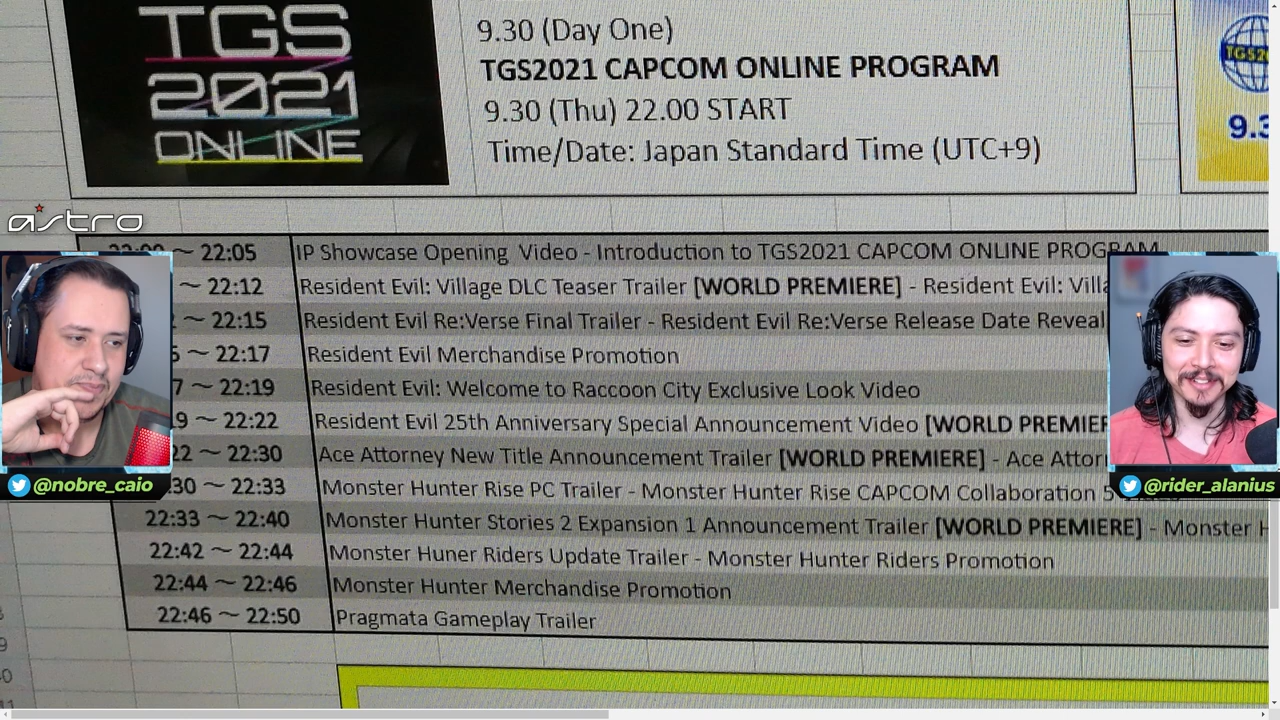 TGS
2021
ONLINE
9.30 (Day One)
TGS2021 CAPCOM ONLINE PROGRAM
9.30 (Thu) 22.00 START
Time/Date: Japan Standard Time (UTC+9)
9.3
astro
~ 22:05 IP Showcase Opening Video - Introduction to TGS2021 CAPCOM ONLINE PROGRAM
~ 22:12 Resident Evil: Village DLC Teaser Trailer [WORLD PREMIERE] - Resident Evil: Villa
~ 22:15 Resident Evil Re:Verse Final Trailer - Resident Evil Re:Verse Release Date Reveal
~ 22:17 Resident Evil Merchandise Promotion
7 ~ 22:19 Resident Evil: Welcome to Raccoon City Exclusive Look Video
9 ~ 22:22 Resident Evil 25th Anniversary Special Announcement Video [WORLD PREMIER
22 ~ 22:30 Ace Attorney New Title Announcement Trailer [WORLD PREMIERE] - Ace Attor
:30 ~ 22:33 Monster Hunter Rise PC Trailer - Monster Hunter Rise CAPCOM Collaboration 5
22:33 ~ 22:40 Monster Hunter Stories 2 Expansion 1 Announcement Trailer [WORLD PREMIERE] - Monster H
22:42 ~ 22:44 Monster Huner Riders Update Trailer - Monster Hunter Riders Promotion
22:44 ~ 22:46 Monster Hunter Merchandise Promotion
22:46 ~ 22:50 Pragmata Gameplay Trailer
@nobre_caio
@rider_alanius